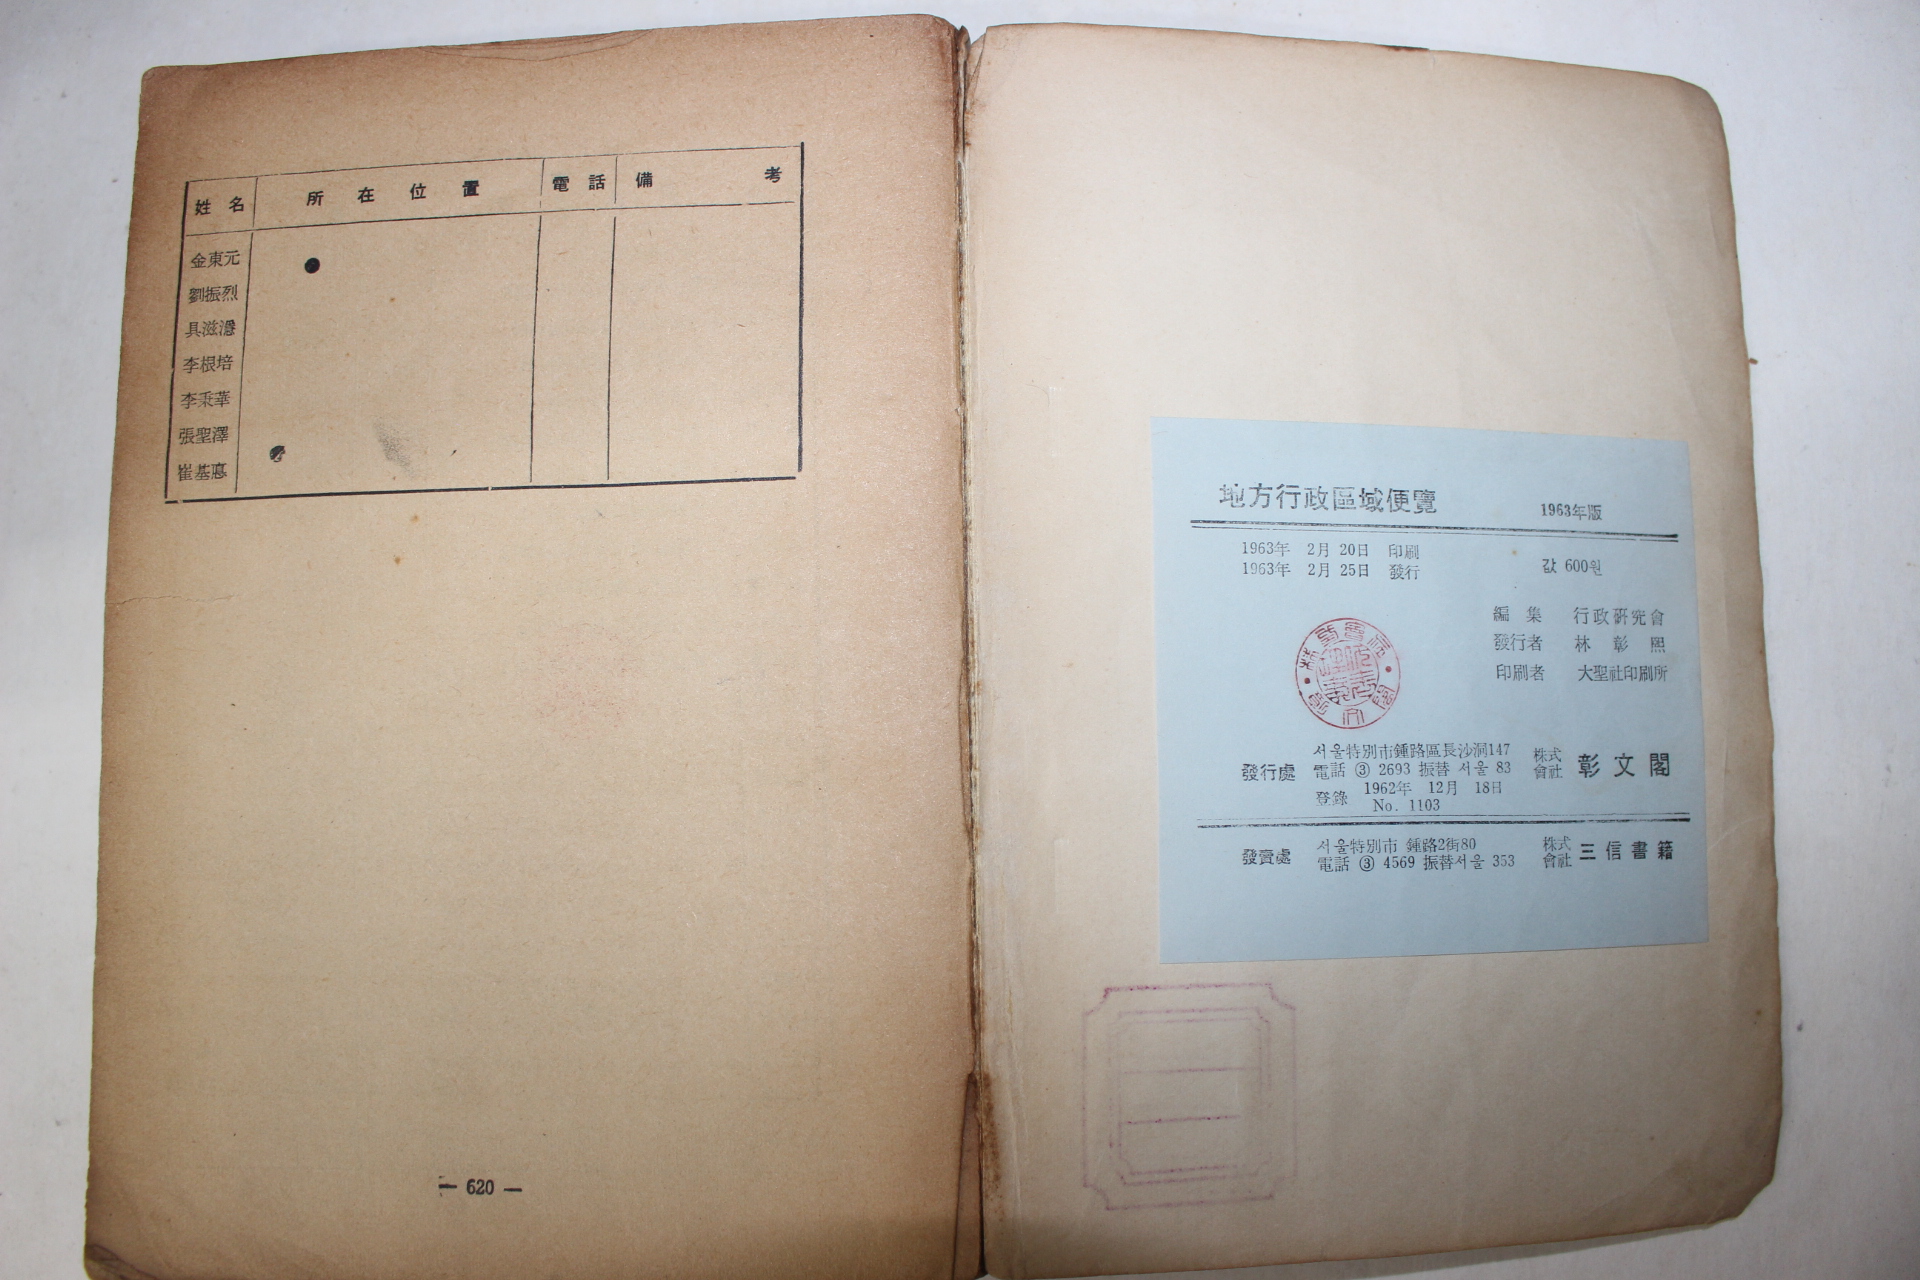 姓名 所在位置 電話 備考
金東元
劉振烈
具滋灝
李根培
李秉華
張聖澤
崔基悳
— 620 —
地方行政區域便覽 1963年版
1963年 2月 20日 印刷
1963年 2月 25日 發行
값 600원
編集 行政硏究會
發行者 林彰熙
印刷者 大聖社印刷所
發行處 서울特別市鍾路區長沙洞147
電話 ③ 2693 振替 서울 83
登錄 1962年 12月 18日
No. 1103
株式會社 彰文閣
發賣處 서울特別市 鍾路2街80
電話 ③ 4569 振替서울 353
株式會社 三信書籍